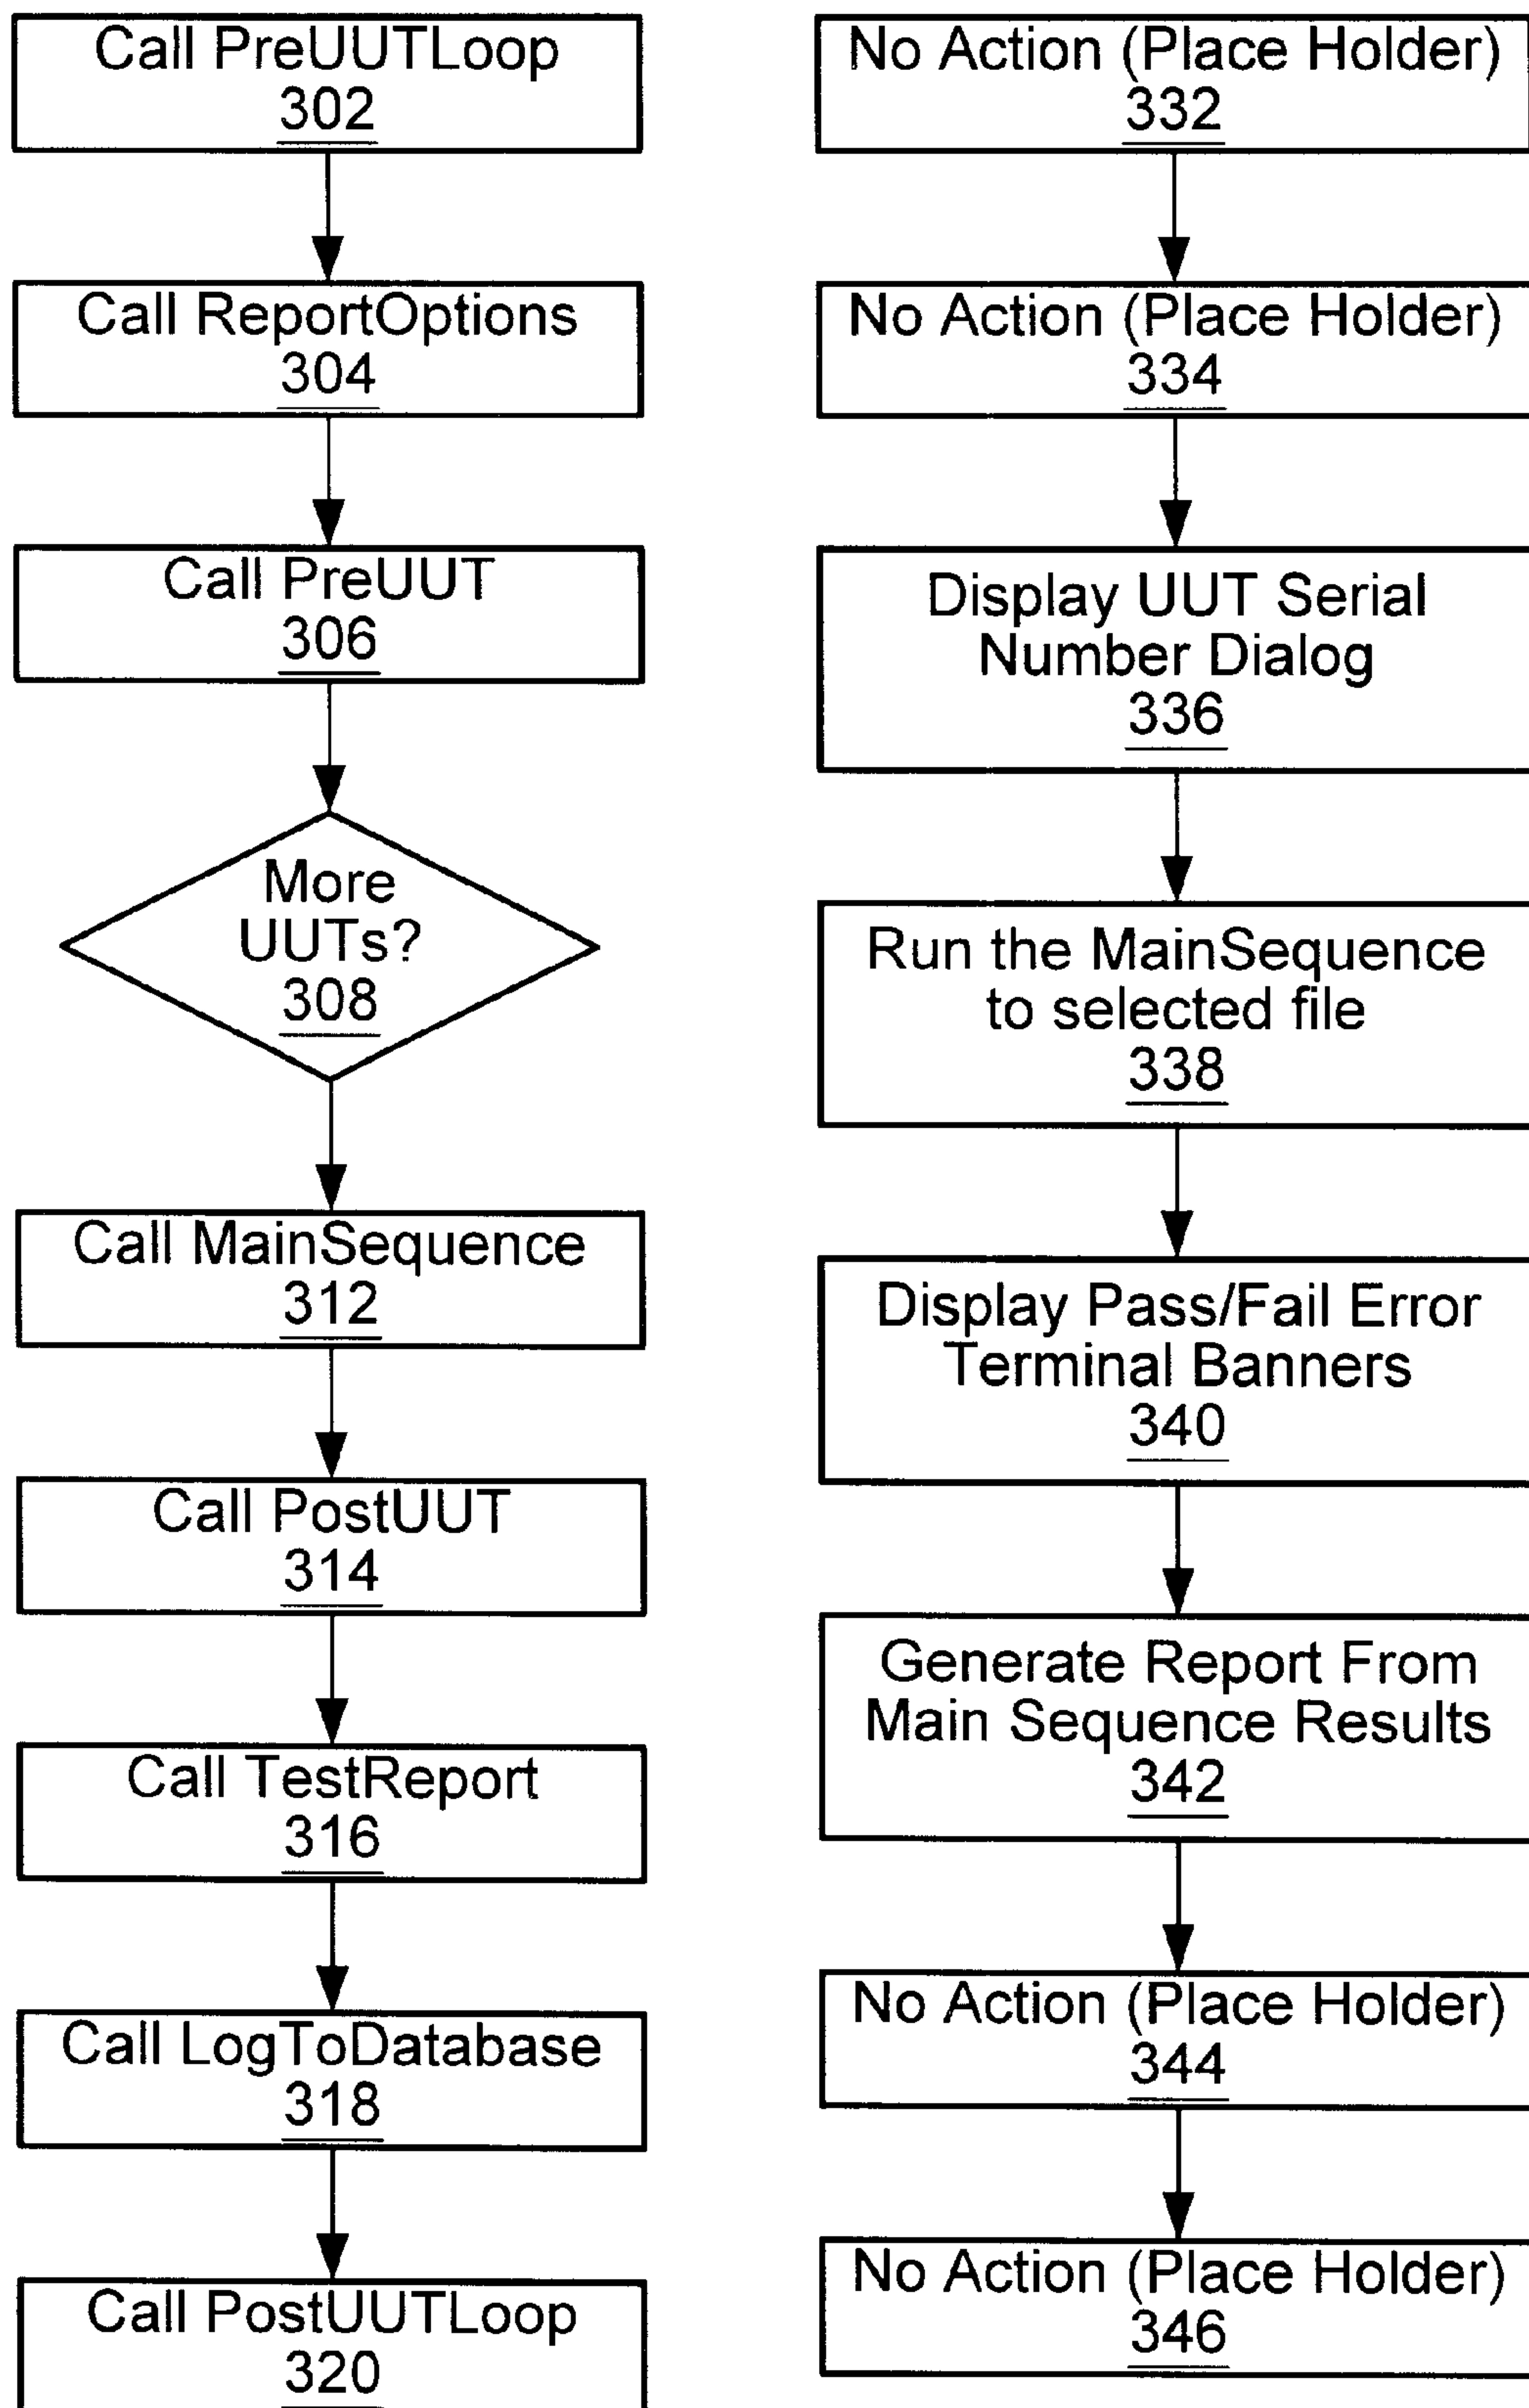 Call PreUUTLoop
302
Call ReportOptions
304
Call PreUUT
306
More
UUTs?
308
Call MainSequence
312
Call PostUUT
314
Call TestReport
316
Call LogToDatabase
318
Call PostUUTLoop
320
No Action (Place Holder)
332
No Action (Place Holder)
334
Display UUT Serial
Number Dialog
336
Run the MainSequence
to selected file
338
Display Pass/Fail Error
Terminal Banners
340
Generate Report From
Main Sequence Results
342
No Action (Place Holder)
344
No Action (Place Holder)
346